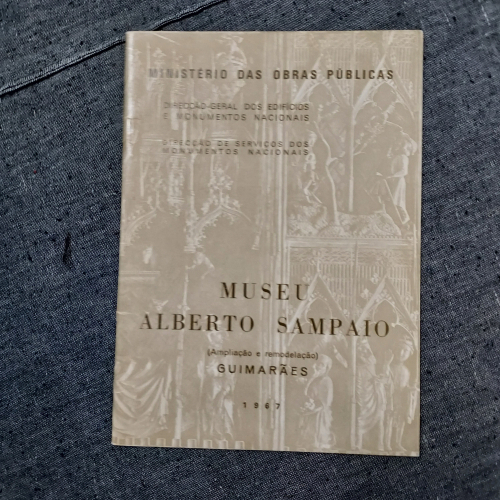 MINISTÉRIO DAS OBRAS PÚBLICAS
DIRECÇÃO-GERAL DOS EDIFÍCIOS
E MONUMENTOS NACIONAIS
DIRECÇÃO DE SERVIÇOS DOS
MONUMENTOS NACIONAIS
MUSEU
ALBERTO SAMPAIO
(Ampliação e remodelação)
GUIMARÃES
1967